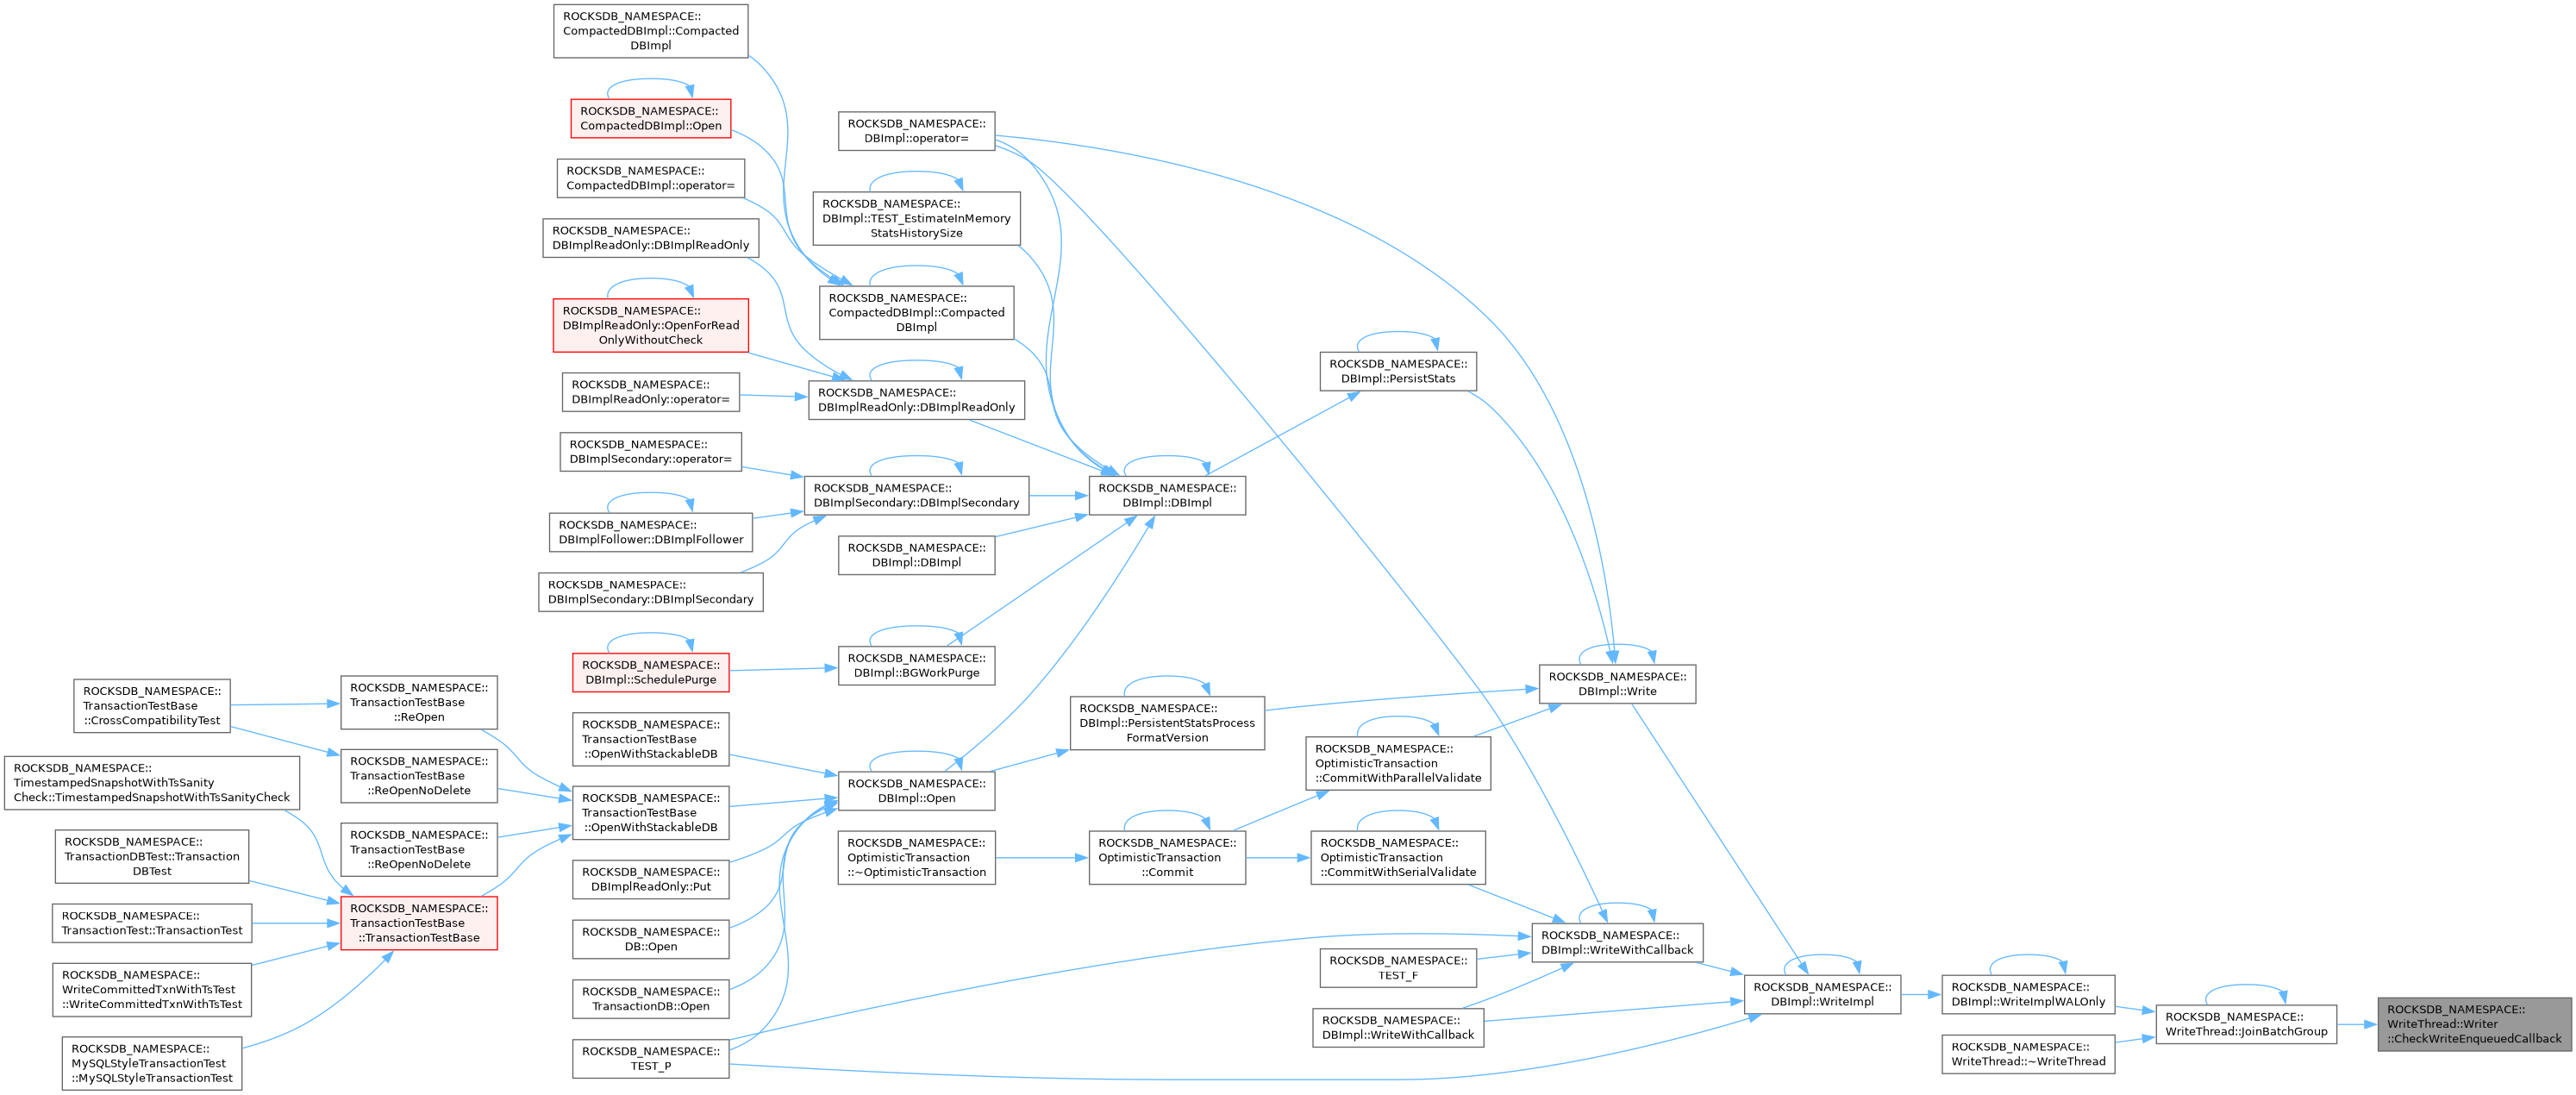 ROCKSDB_NAMESPACE::
CompactedDBImpl::Compacted
DBImpl
ROCKSDB_NAMESPACE::
CompactedDBImpl::Open
ROCKSDB_NAMESPACE::
CompactedDBImpl::operator=
ROCKSDB_NAMESPACE::
DBImplReadOnly::DBImplReadOnly
ROCKSDB_NAMESPACE::
DBImplReadOnly::OpenForRead
OnlyWithoutCheck
ROCKSDB_NAMESPACE::
DBImplReadOnly::operator=
ROCKSDB_NAMESPACE::
DBImplSecondary::operator=
ROCKSDB_NAMESPACE::
DBImplFollower::DBImplFollower
ROCKSDB_NAMESPACE::
DBImplSecondary::DBImplSecondary
ROCKSDB_NAMESPACE::
DBImpl::SchedulePurge
ROCKSDB_NAMESPACE::
TransactionTestBase
::OpenWithStackableDB
ROCKSDB_NAMESPACE::
TransactionTestBase
::OpenWithStackableDB
ROCKSDB_NAMESPACE::
DBImplReadOnly::Put
ROCKSDB_NAMESPACE::
DB::Open
ROCKSDB_NAMESPACE::
TransactionDB::Open
ROCKSDB_NAMESPACE::
TEST_P
ROCKSDB_NAMESPACE::
TransactionTestBase
::CrossCompatibilityTest
ROCKSDB_NAMESPACE::
TimestampedSnapshotWithTsSanity
Check::TimestampedSnapshotWithTsSanityCheck
ROCKSDB_NAMESPACE::
TransactionDBTest::Transaction
DBTest
ROCKSDB_NAMESPACE::
TransactionTest::TransactionTest
ROCKSDB_NAMESPACE::
WriteCommittedTxnWithTsTest
::WriteCommittedTxnWithTsTest
ROCKSDB_NAMESPACE::
MySQLStyleTransactionTest
::MySQLStyleTransactionTest
ROCKSDB_NAMESPACE::
TransactionTestBase
::ReOpen
ROCKSDB_NAMESPACE::
TransactionTestBase
::ReOpenNoDelete
ROCKSDB_NAMESPACE::
TransactionTestBase
::ReOpenNoDelete
ROCKSDB_NAMESPACE::
TransactionTestBase
::TransactionTestBase
ROCKSDB_NAMESPACE::
DBImpl::operator=
ROCKSDB_NAMESPACE::
DBImpl::TEST_EstimateInMemory
StatsHistorySize
ROCKSDB_NAMESPACE::
CompactedDBImpl::Compacted
DBImpl
ROCKSDB_NAMESPACE::
DBImplReadOnly::DBImplReadOnly
ROCKSDB_NAMESPACE::
DBImplSecondary::DBImplSecondary
ROCKSDB_NAMESPACE::
DBImpl::DBImpl
ROCKSDB_NAMESPACE::
DBImpl::BGWorkPurge
ROCKSDB_NAMESPACE::
DBImpl::Open
ROCKSDB_NAMESPACE::
OptimisticTransaction
::~OptimisticTransaction
ROCKSDB_NAMESPACE::
DBImpl::DBImpl
ROCKSDB_NAMESPACE::
DBImpl::PersistentStatsProcess
FormatVersion
ROCKSDB_NAMESPACE::
OptimisticTransaction
::Commit
ROCKSDB_NAMESPACE::
DBImpl::PersistStats
ROCKSDB_NAMESPACE::
OptimisticTransaction
::CommitWithParallelValidate
ROCKSDB_NAMESPACE::
OptimisticTransaction
::CommitWithSerialValidate
ROCKSDB_NAMESPACE::
TEST_F
ROCKSDB_NAMESPACE::
DBImpl::WriteWithCallback
ROCKSDB_NAMESPACE::
DBImpl::Write
ROCKSDB_NAMESPACE::
DBImpl::WriteWithCallback
ROCKSDB_NAMESPACE::
DBImpl::WriteImpl
ROCKSDB_NAMESPACE::
DBImpl::WriteImplWALOnly
ROCKSDB_NAMESPACE::
WriteThread::~WriteThread
ROCKSDB_NAMESPACE::
WriteThread::JoinBatchGroup
ROCKSDB_NAMESPACE::
WriteThread::Writer
::CheckWriteEnqueuedCallback